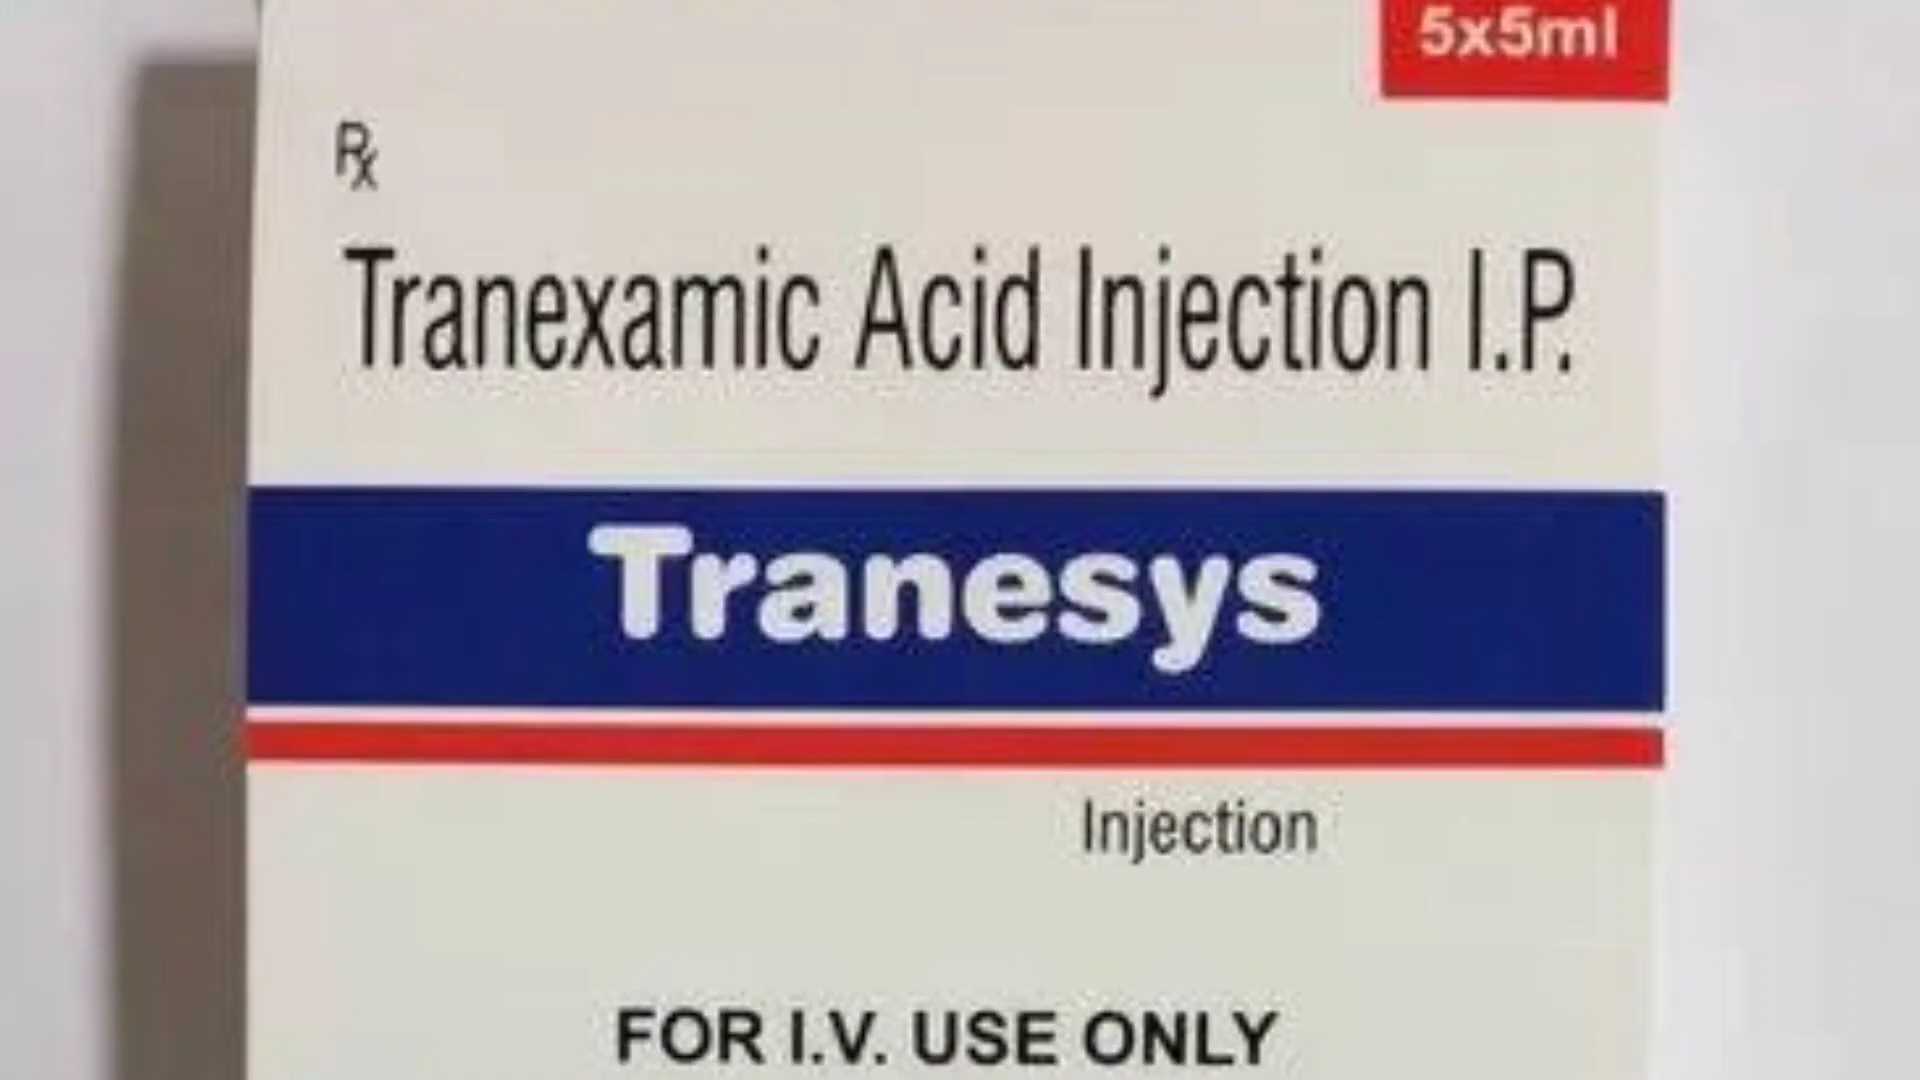 5x5ml
Rx
Tranexamic Acid Injection I.P.
Tranesys
Injection
FOR I.V. USE ONLY